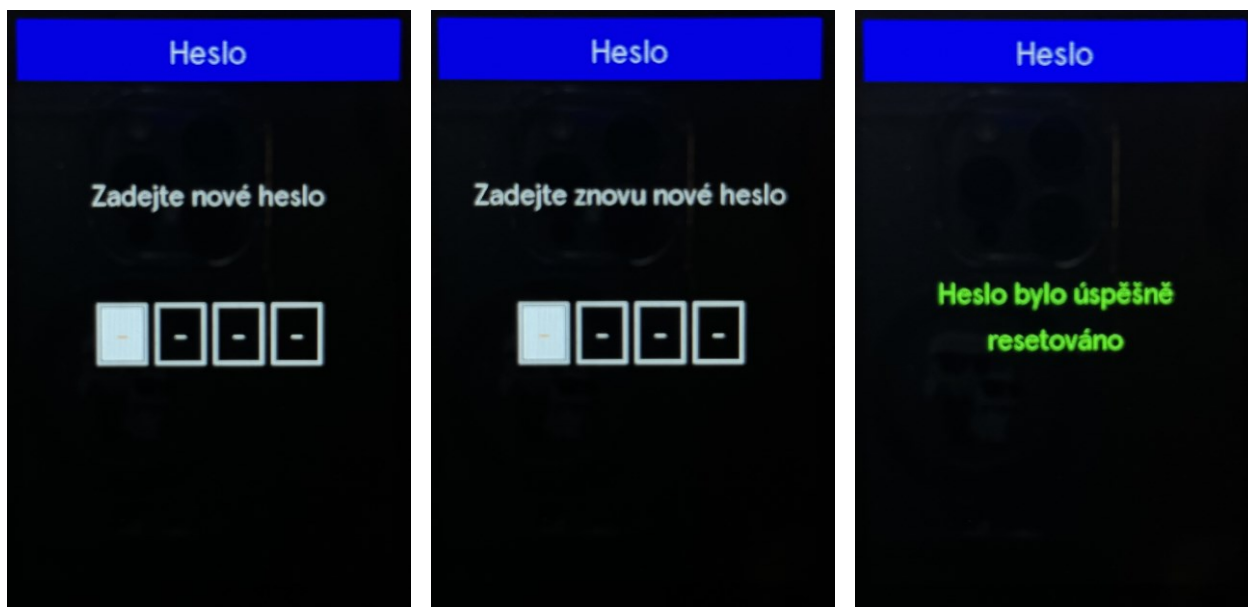 Heslo
Zadejte nové heslo
- - - -
Heslo
Zadejte znovu nové heslo
- - - -
Heslo
Heslo bylo úspěšně
resetováno